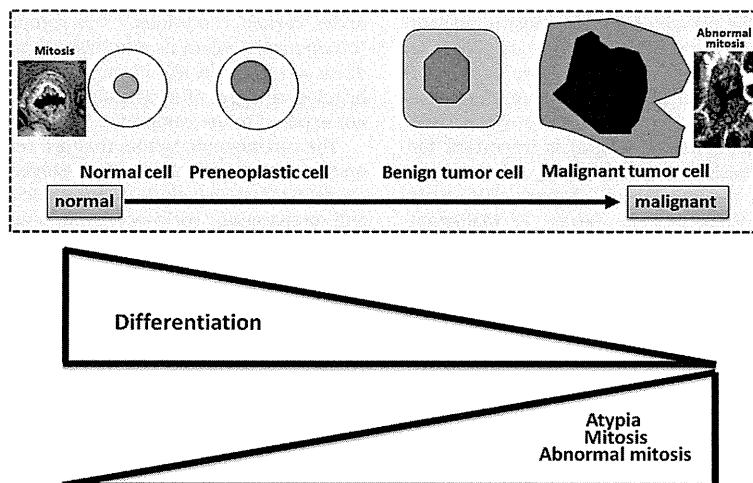 Mitosis
Abnormal
mitosis
Normal cell
Preneoplastic cell
Benign tumor cell
Malignant tumor cell
normal
malignant
Differentiation
Atypia
Mitosis
Abnormal mitosis